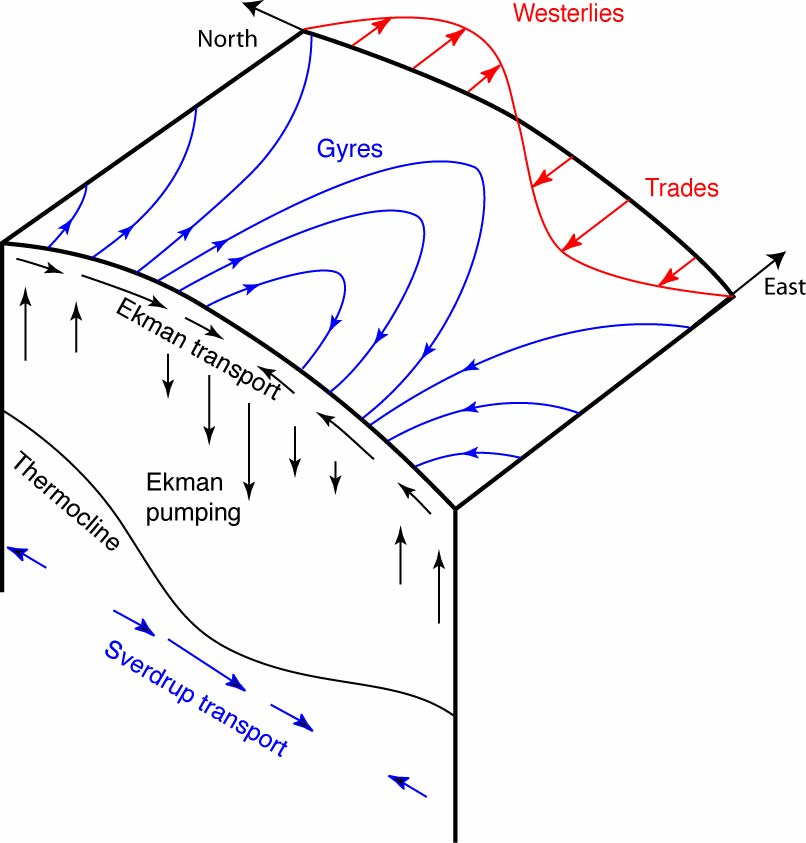 Westerlies
North
Gyres
Trades
East
Ekman transport
Ekman
pumping
Thermocline
Sverdrup transport